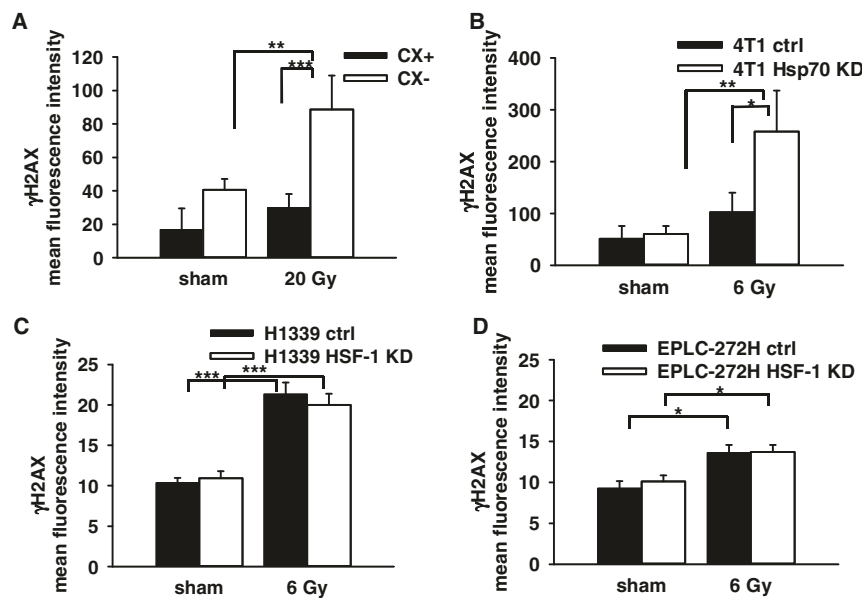 A
γH2AX
mean fluorescence intensity
120
100
80
60
40
20
0
**
***
CX+
CX-
sham 20 Gy
B
γH2AX
mean fluorescence intensity
400
300
200
100
0
4T1 ctrl
4T1 Hsp70 KD
**
*
sham 6 Gy
C
γH2AX
mean fluorescence intensity
25
20
15
10
5
0
H1339 ctrl
H1339 HSF-1 KD
*** ***
sham 6 Gy
D
γH2AX
mean fluorescence intensity
25
20
15
10
5
0
EPLC-272H ctrl
EPLC-272H HSF-1 KD
*
*
sham 6 Gy